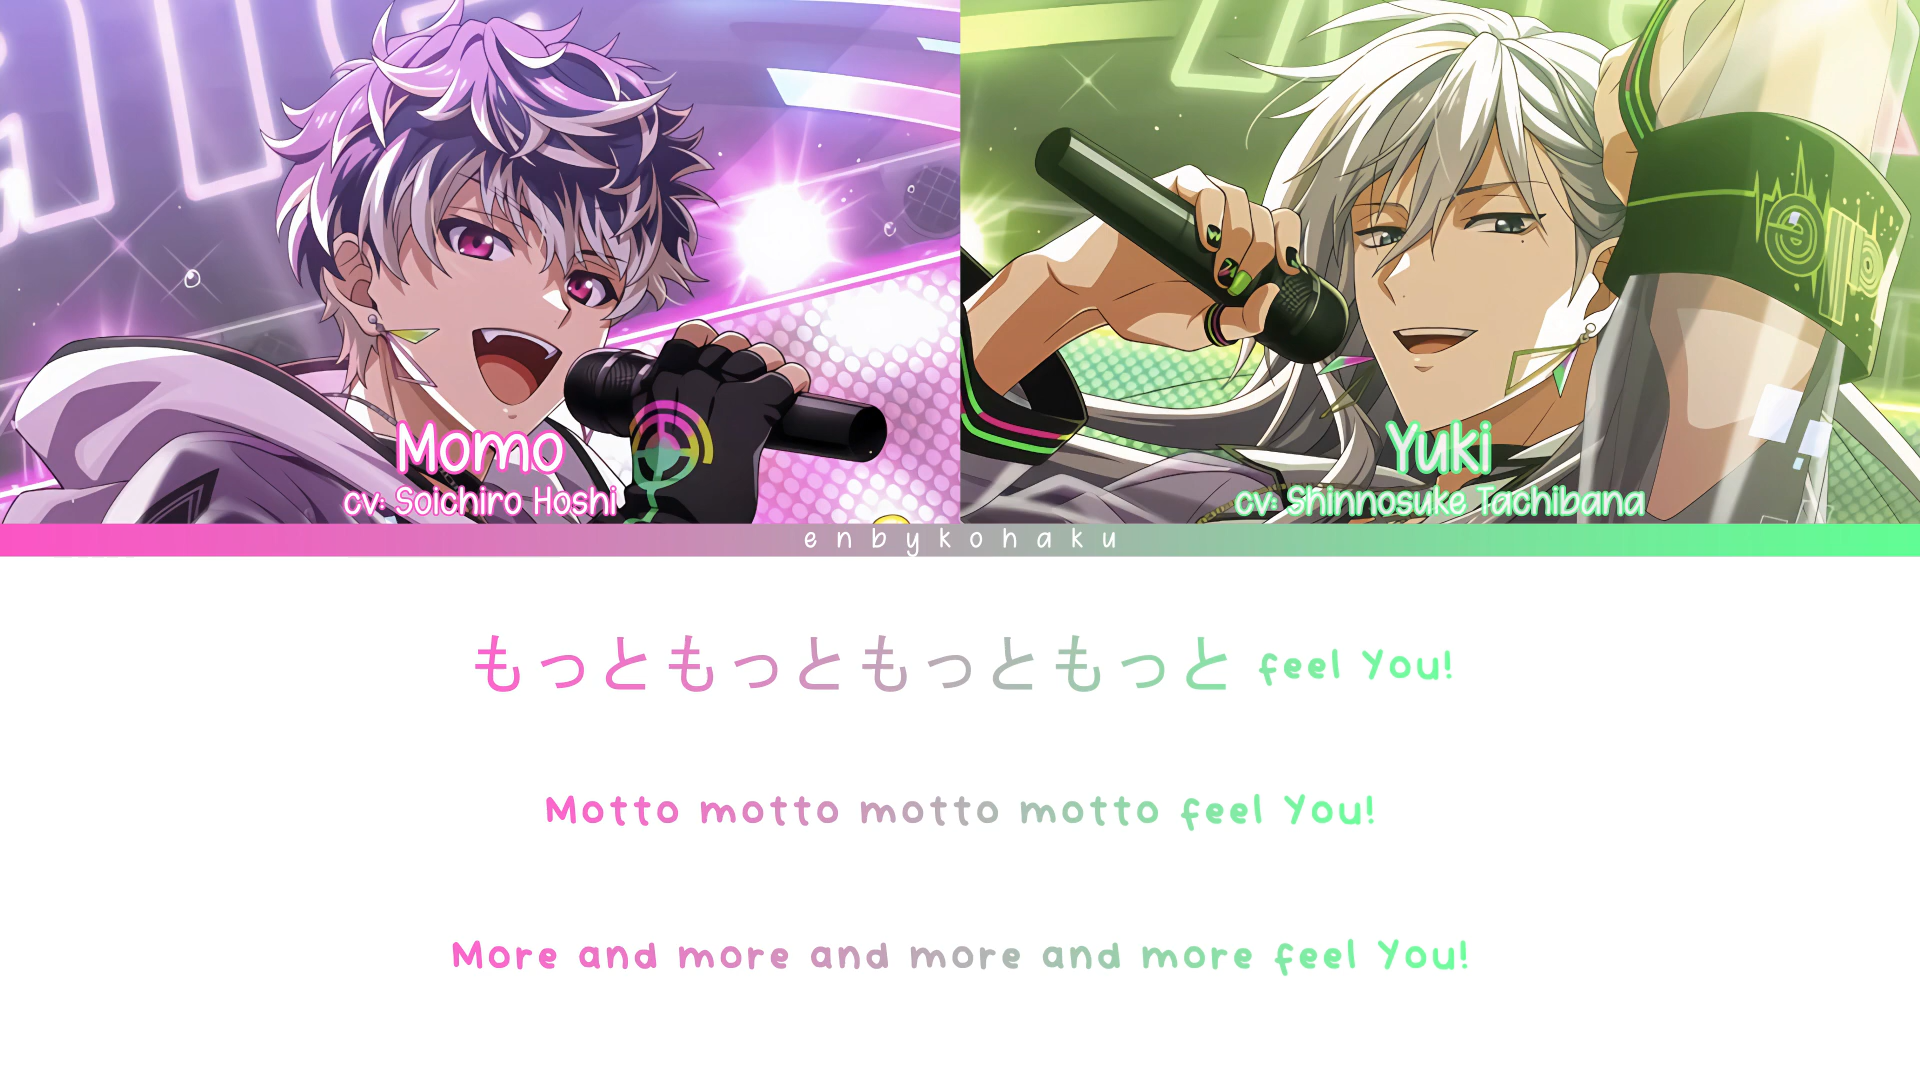 Momo
cv: Soichiro Hoshi
Yuki
cv: Shinnosuke Tachibana
enbykohaku
もっともっともっともっと feel You!
Motto motto motto motto feel You!
More and more and more and more feel You!